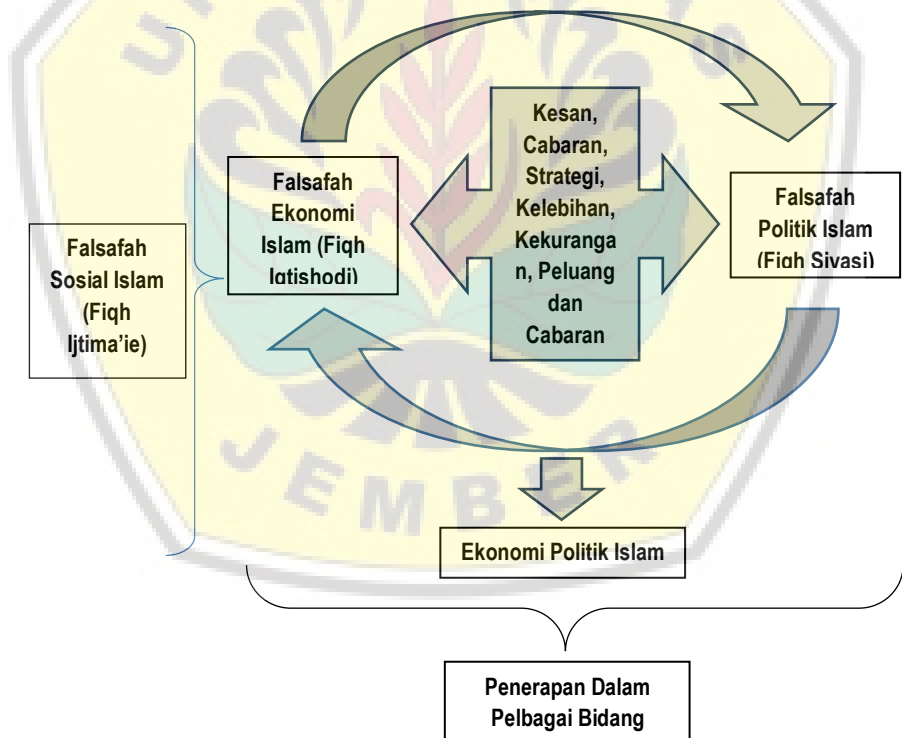 Falsafah
Sosial Islam
(Fiqh
Ijtima’ie)
Falsafah
Ekonomi
Islam (Fiqh
Iqtishodi)
Kesan,
Cabaran,
Strategi,
Kelebihan,
Kekuranga
n, Peluang
dan
Cabaran
Falsafah
Politik Islam
(Fiqh Siyasi)
Ekonomi Politik Islam
Penerapan Dalam
Pelbagai Bidang
JEMBER